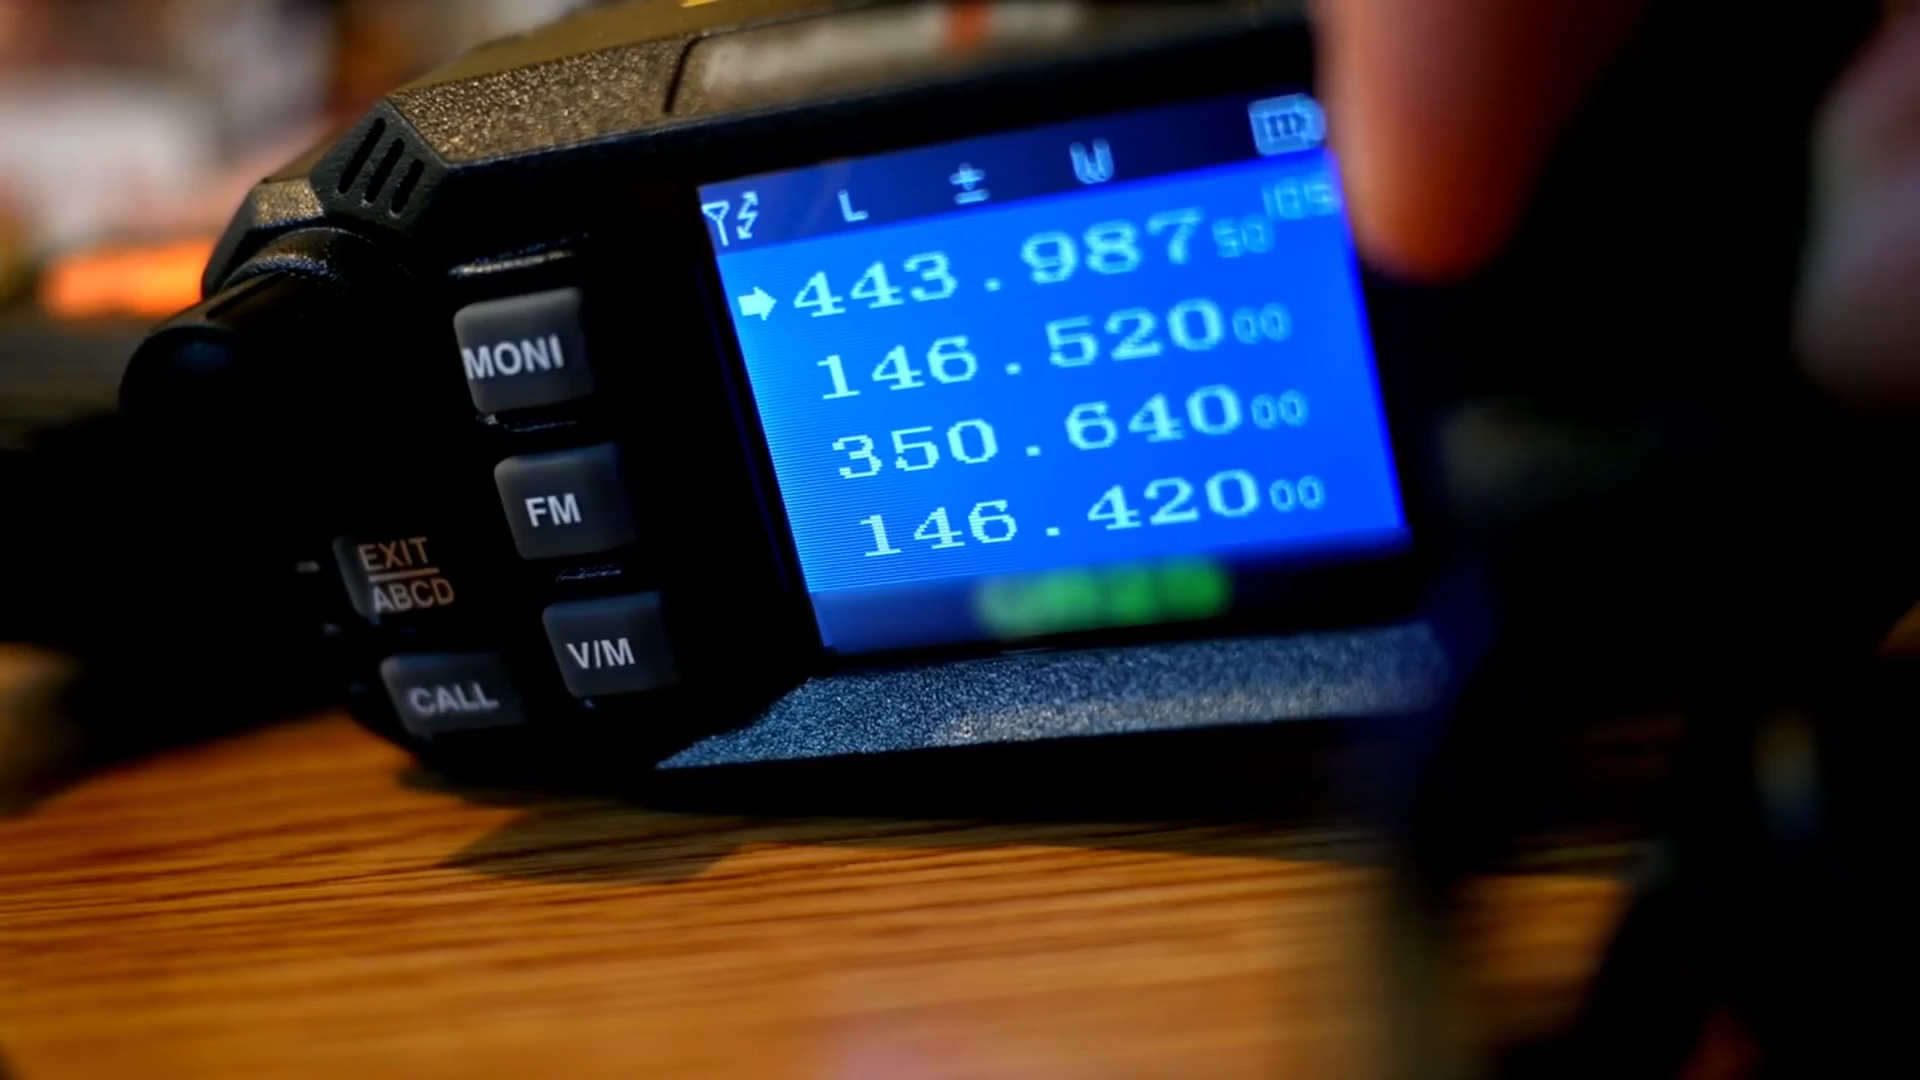 L ± W
105
443.98750
146.52000
350.64000
146.42000
MONI
FM
EXIT
ABCD
V/M
CALL